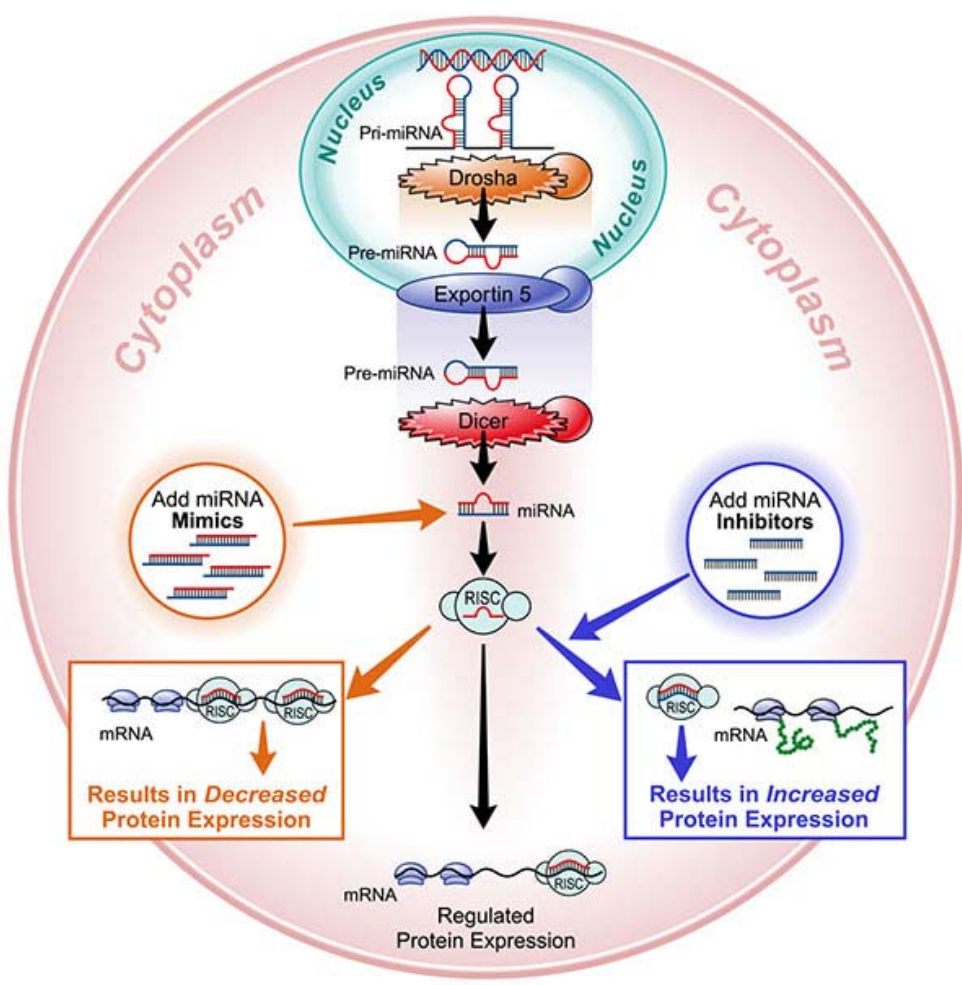 Nucleus
Pri-miRNA
Drosha
Nucleus
Pre-miRNA
Exportin 5
Cytoplasm
Cytoplasm
Pre-miRNA
Dicer
Add miRNA
Mimics
miRNA
Add miRNA
Inhibitors
RISC
RISC
RISC
mRNA
Results in Decreased
Protein Expression
RISC
mRNA
Results in Increased
Protein Expression
mRNA
RISC
Regulated
Protein Expression